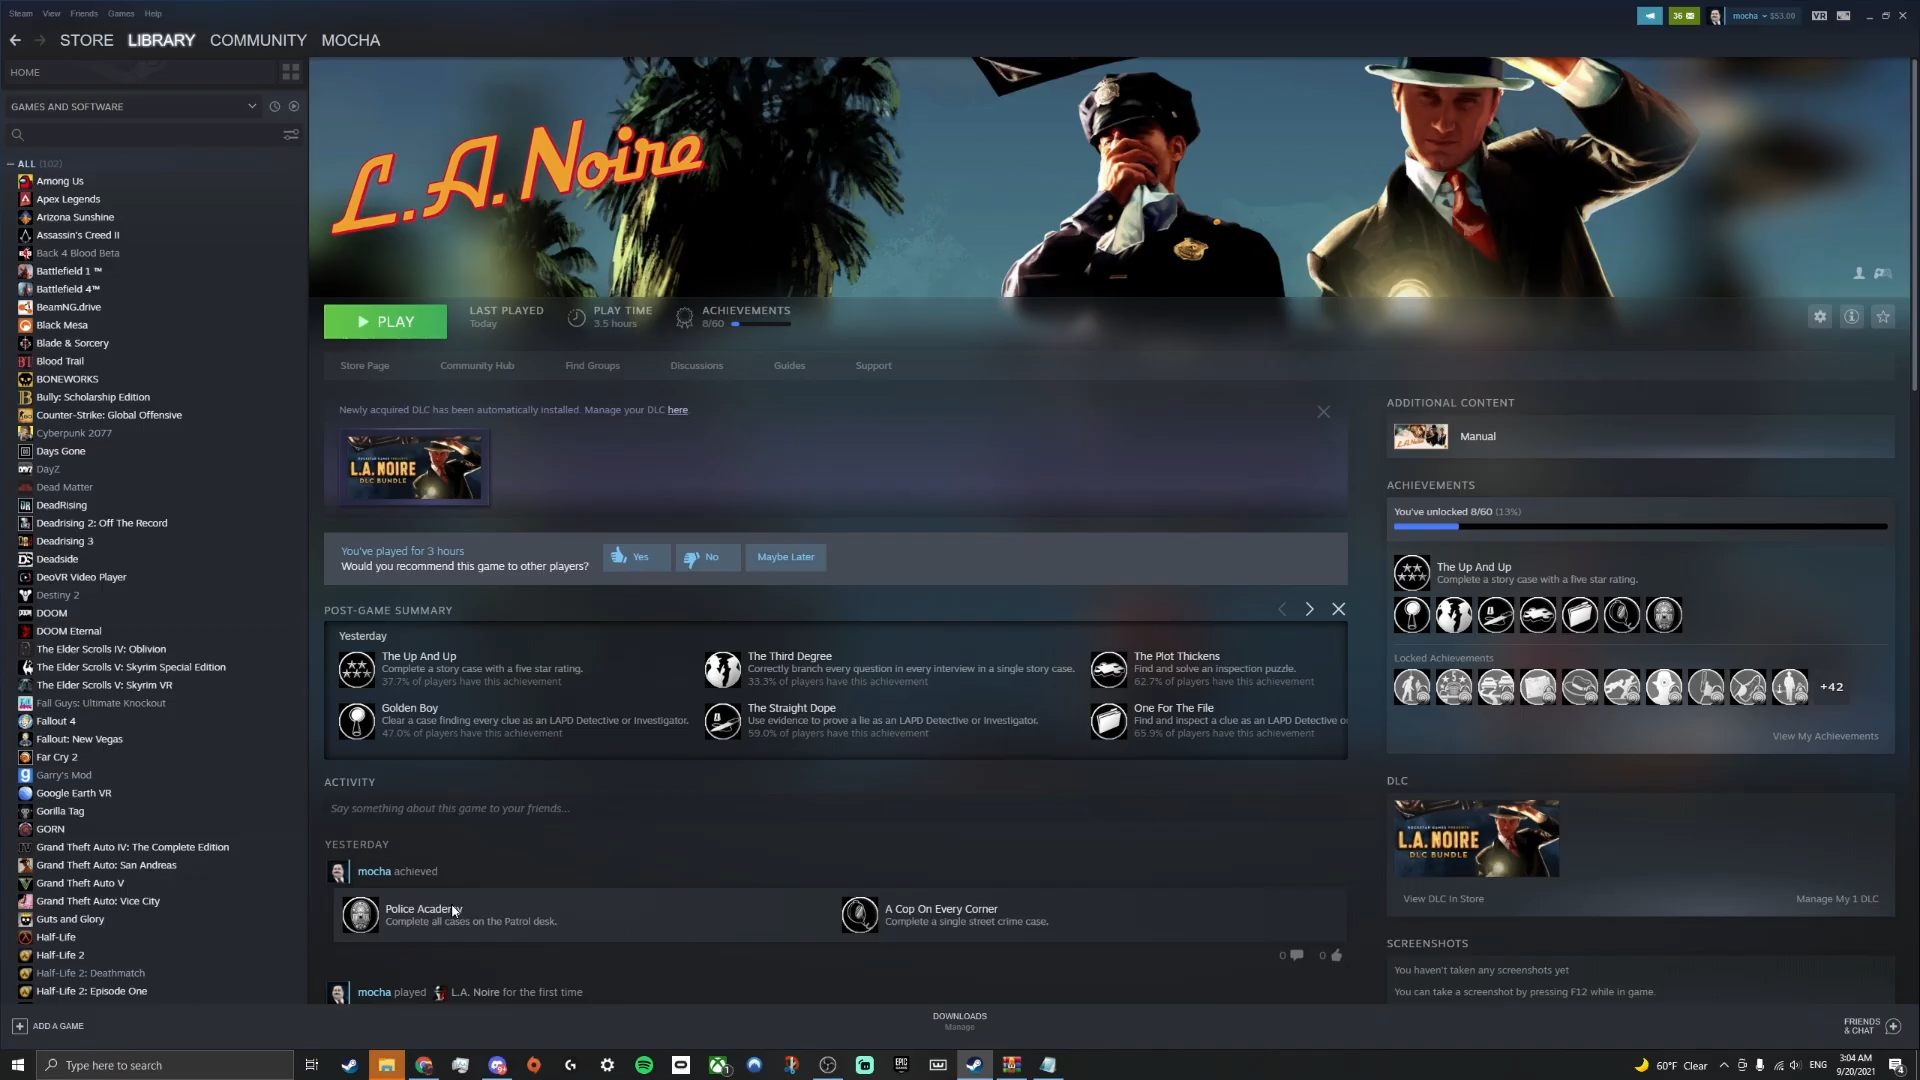 Steam View Friends Games Help
36
mocha $53.00
VR
STORE LIBRARY COMMUNITY MOCHA
HOME
GAMES AND SOFTWARE
ALL (102)
Among Us
Apex Legends
Arizona Sunshine
Assassin's Creed II
Back 4 Blood Beta
Battlefield 1 ™
Battlefield 4™
BeamNG.drive
Black Mesa
Blade & Sorcery
Blood Trail
BONEWORKS
Bully: Scholarship Edition
Counter-Strike: Global Offensive
Cyberpunk 2077
Days Gone
DayZ
Dead Matter
DeadRising
Deadrising 2: Off The Record
Deadrising 3
Deadside
DeoVR Video Player
Destiny 2
DOOM
DOOM Eternal
The Elder Scrolls IV: Oblivion
The Elder Scrolls V: Skyrim Special Edition
The Elder Scrolls V: Skyrim VR
Fall Guys: Ultimate Knockout
Fallout 4
Fallout: New Vegas
Far Cry 2
Garry's Mod
Google Earth VR
Gorilla Tag
GORN
Grand Theft Auto IV: The Complete Edition
Grand Theft Auto: San Andreas
Grand Theft Auto V
Grand Theft Auto: Vice City
Guts and Glory
Half-Life
Half-Life 2
Half-Life 2: Deathmatch
Half-Life 2: Episode One
ADD A GAME
L.A. Noire
PLAY
LAST PLAYED
Today
PLAY TIME
3.5 hours
ACHIEVEMENTS
8/60
Store Page Community Hub Find Groups Discussions Guides Support
Newly acquired DLC has been automatically installed. Manage your DLC here.
L.A. NOIRE
DLC BUNDLE
You've played for 3 hours
Would you recommend this game to other players?
Yes No Maybe Later
POST-GAME SUMMARY
Yesterday
The Up And Up
Complete a story case with a five star rating.
37.7% of players have this achievement
The Third Degree
Correctly branch every question in every interview in a single story case.
33.3% of players have this achievement
The Plot Thickens
Find and solve an inspection puzzle.
62.7% of players have this achievement
Golden Boy
Clear a case finding every clue as an LAPD Detective or Investigator.
47.0% of players have this achievement
The Straight Dope
Use evidence to prove a lie as an LAPD Detective or Investigator.
59.0% of players have this achievement
One For The File
Find and inspect a clue as an LAPD Detective or
65.9% of players have this achievement
ACTIVITY
Say something about this game to your friends...
YESTERDAY
mocha achieved
Police Academy
Complete all cases on the Patrol desk.
A Cop On Every Corner
Complete a single street crime case.
0 0
mocha played L.A. Noire for the first time
ADDITIONAL CONTENT
Manual
ACHIEVEMENTS
You've unlocked 8/60 (13%)
The Up And Up
Complete a story case with a five star rating.
Locked Achievements
+42
View My Achievements
DLC
L.A. NOIRE
DLC BUNDLE
View DLC In Store Manage My 1 DLC
SCREENSHOTS
You haven't taken any screenshots yet
You can take a screenshot by pressing F12 while in game.
DOWNLOADS
Manage
FRIENDS
& CHAT
Type here to search
60°F Clear
ENG
3:04 AM
9/20/2021